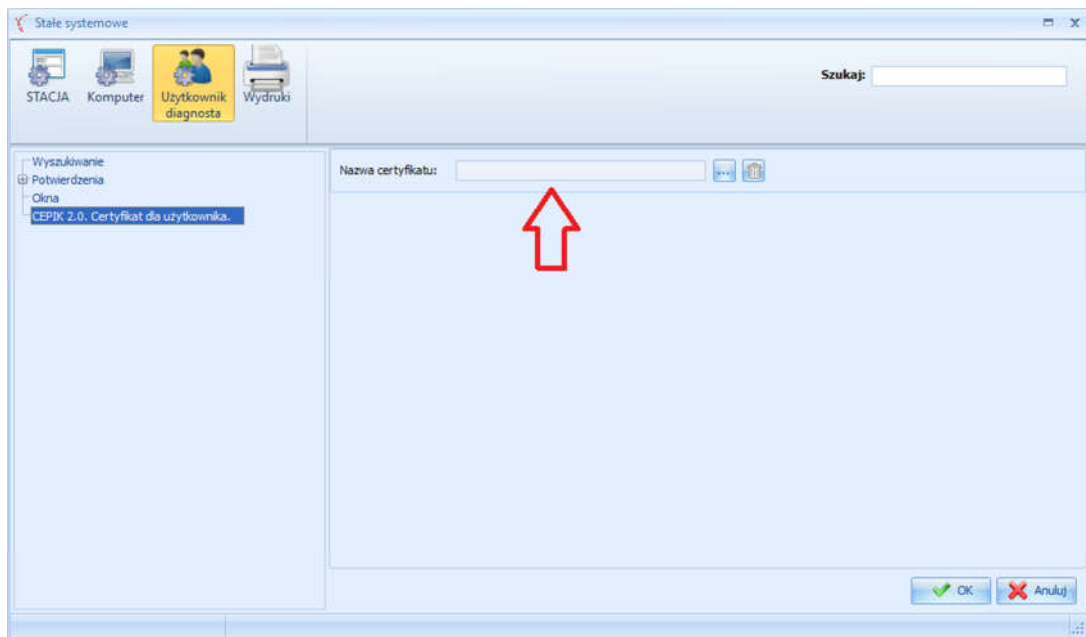 Stałe systemowe
STACJA
Komputer
Użytkownik
diagnosta
Wydruki
Szukaj:
Wyszukiwanie
Potwierdzenia
Okna
CEPIK 2.0. Certyfikat dla użytkownika.
Nazwa certyfikatu:
...
OK
Anuluj